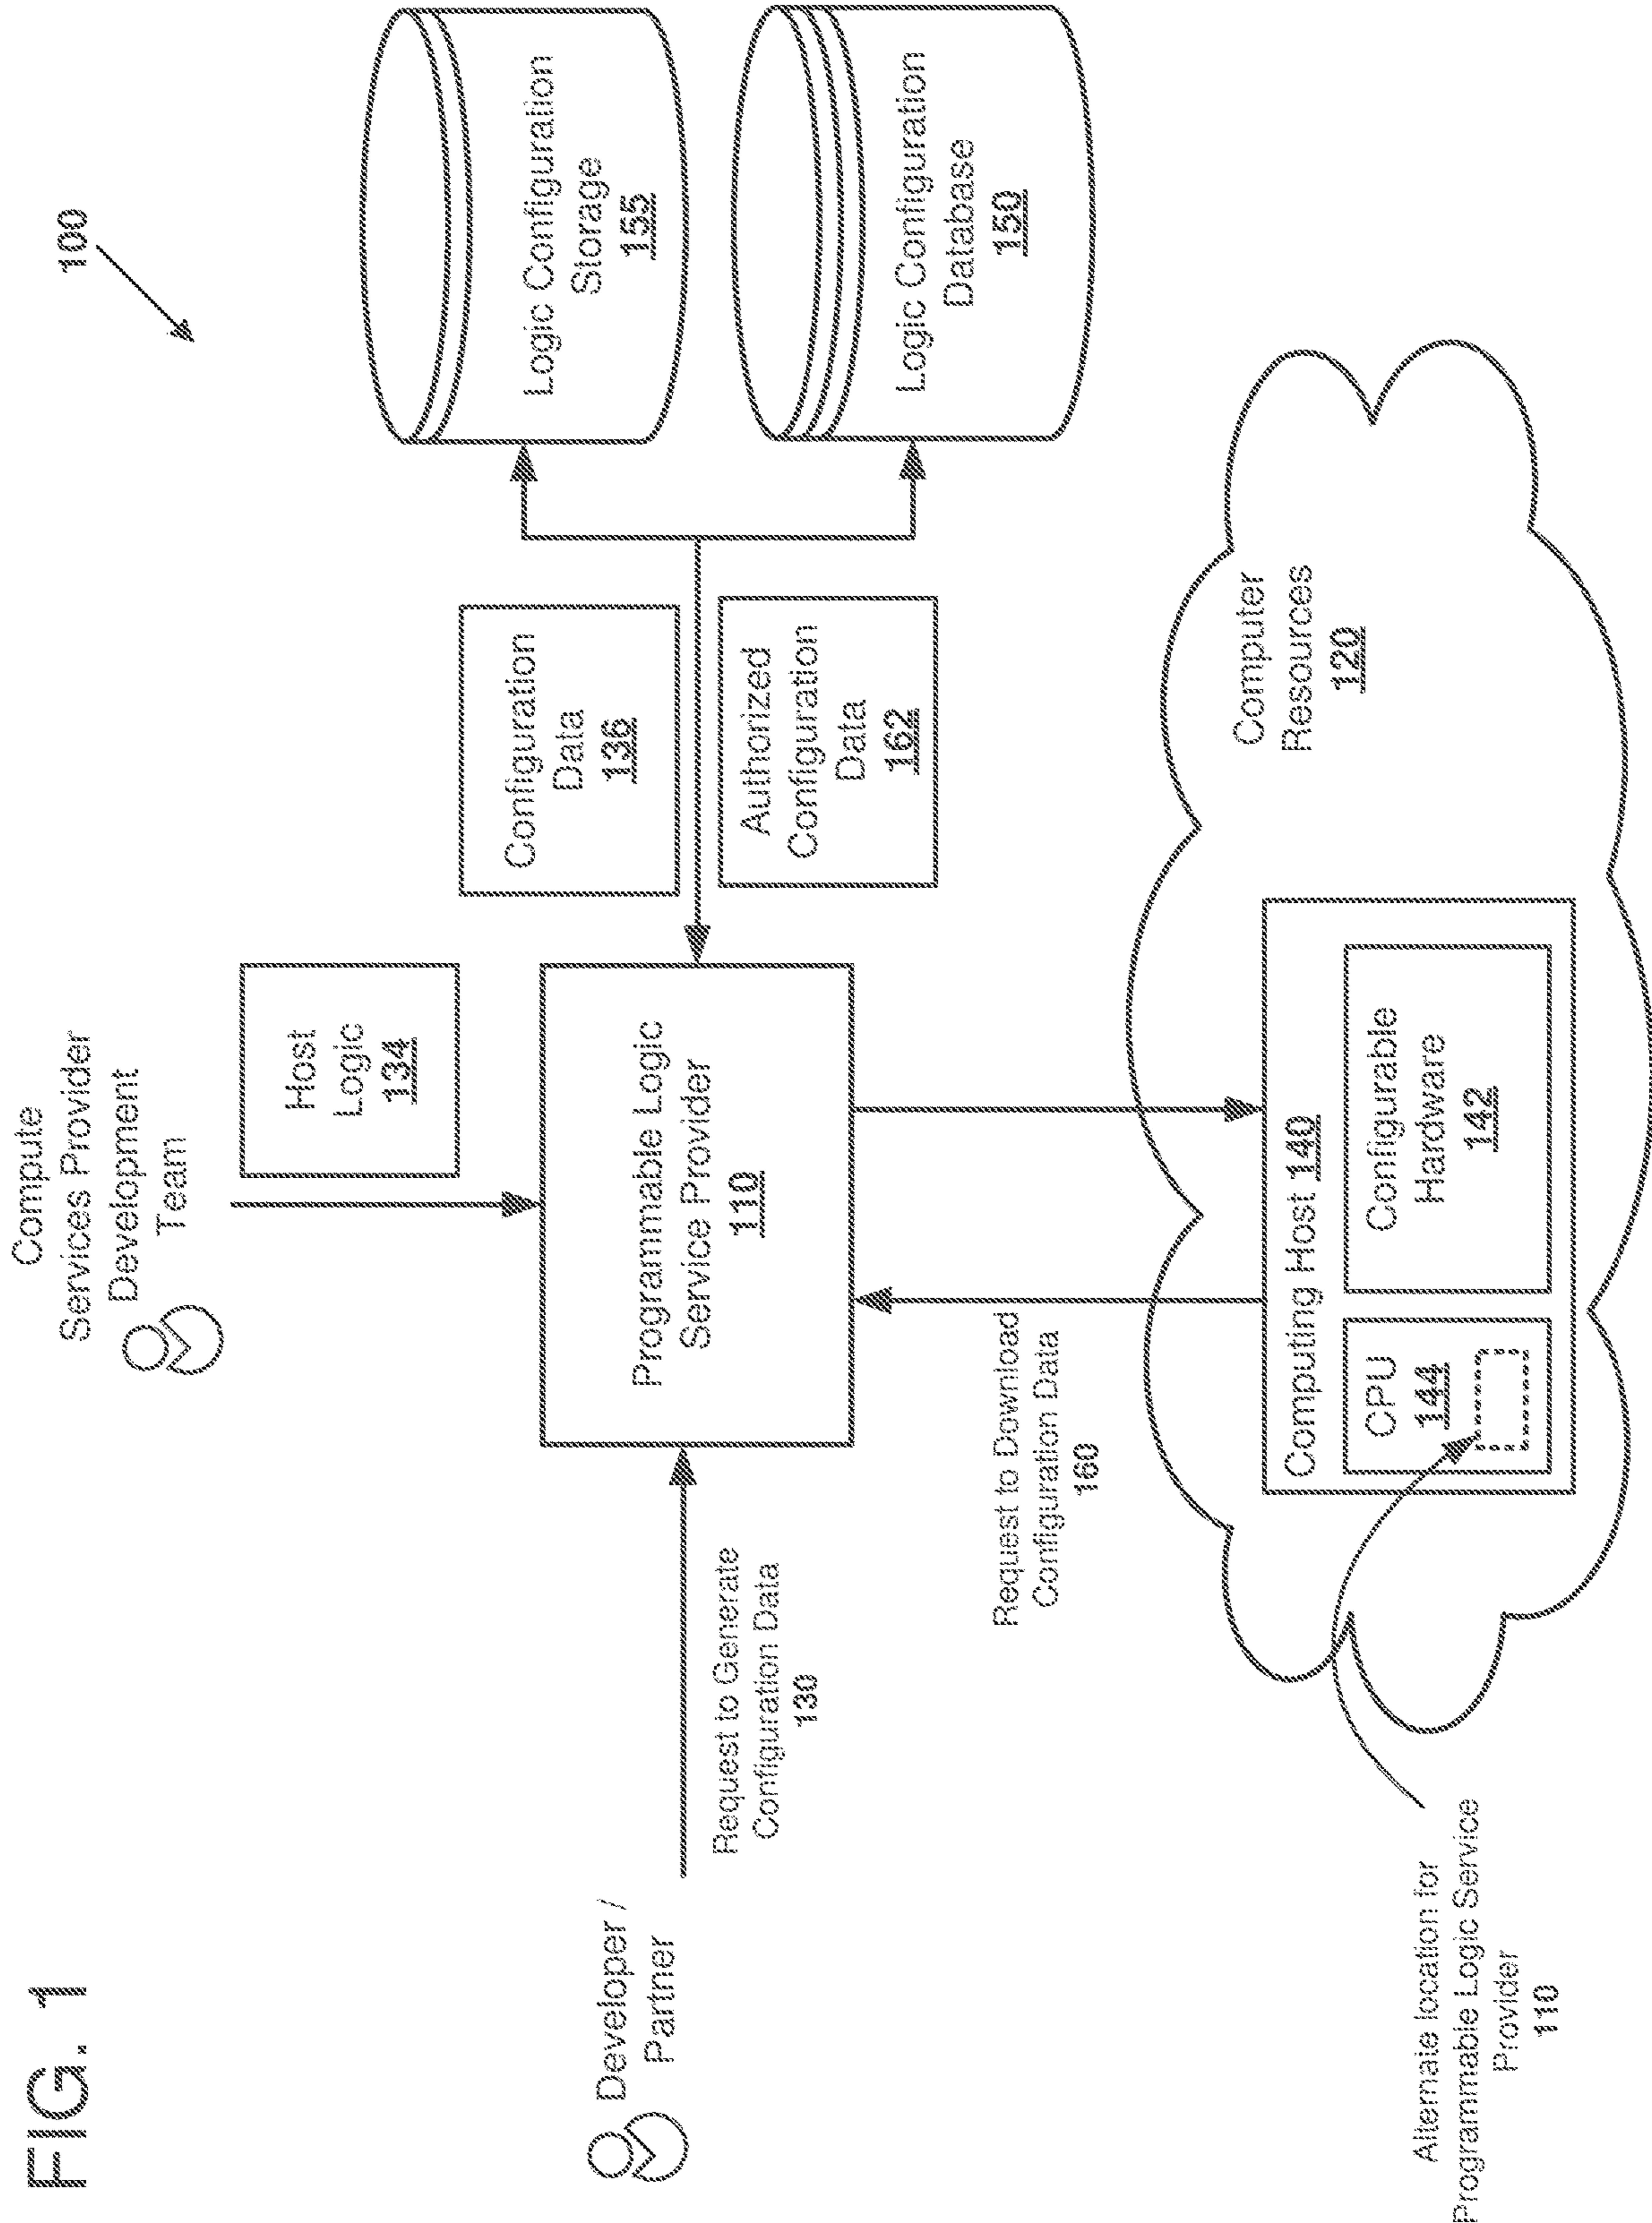 FIG. 1
100
Compute
Services Provider
Development
Team
Host
Logic
134
Developer /
Partner
Request to Generate
Configuration Data
130
Programmable Logic
Service Provider
110
Configuration
Data
136
Authorized
Configuration
Data
162
Logic Configuration
Storage
155
Logic Configuration
Database
150
Request to Download
Configuration Data
160
Computer
Resources
120
Computing Host 140
CPU
144
Configurable
Hardware
142
Alternate location for
Programmable Logic Service
Provider
110